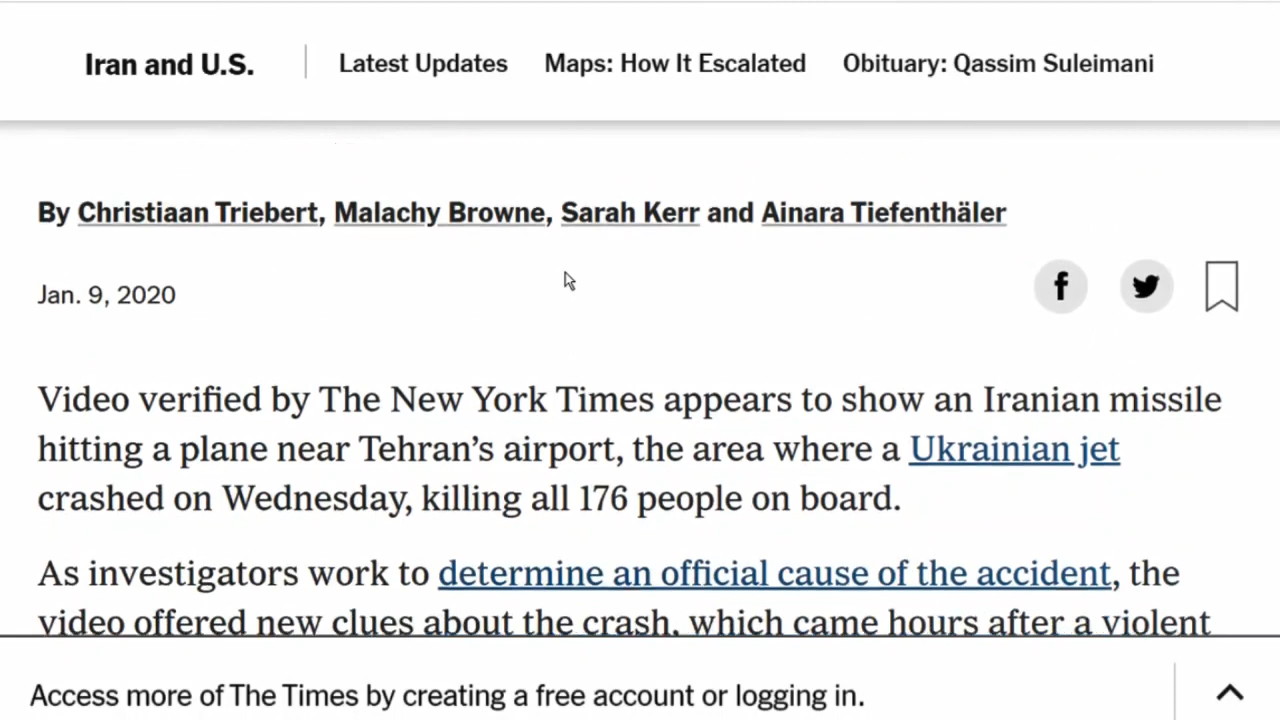 Iran and U.S. Latest Updates Maps: How It Escalated Obituary: Qassim Suleimani
By Christiaan Triebert, Malachy Browne, Sarah Kerr and Ainara Tiefenthäler
Jan. 9, 2020
Video verified by The New York Times appears to show an Iranian missile
hitting a plane near Tehran’s airport, the area where a Ukrainian jet
crashed on Wednesday, killing all 176 people on board.
As investigators work to determine an official cause of the accident, the
video offered new clues about the crash, which came hours after a violent
Access more of The Times by creating a free account or logging in.